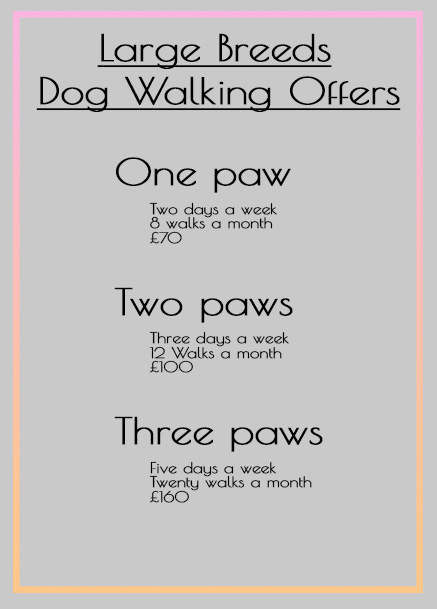 Large Breeds
Dog Walking Offers
One paw
Two days a week
8 walks a month
£70
Two paws
Three days a week
12 Walks a month
£100
Three paws
Five days a week
Twenty walks a month
£160